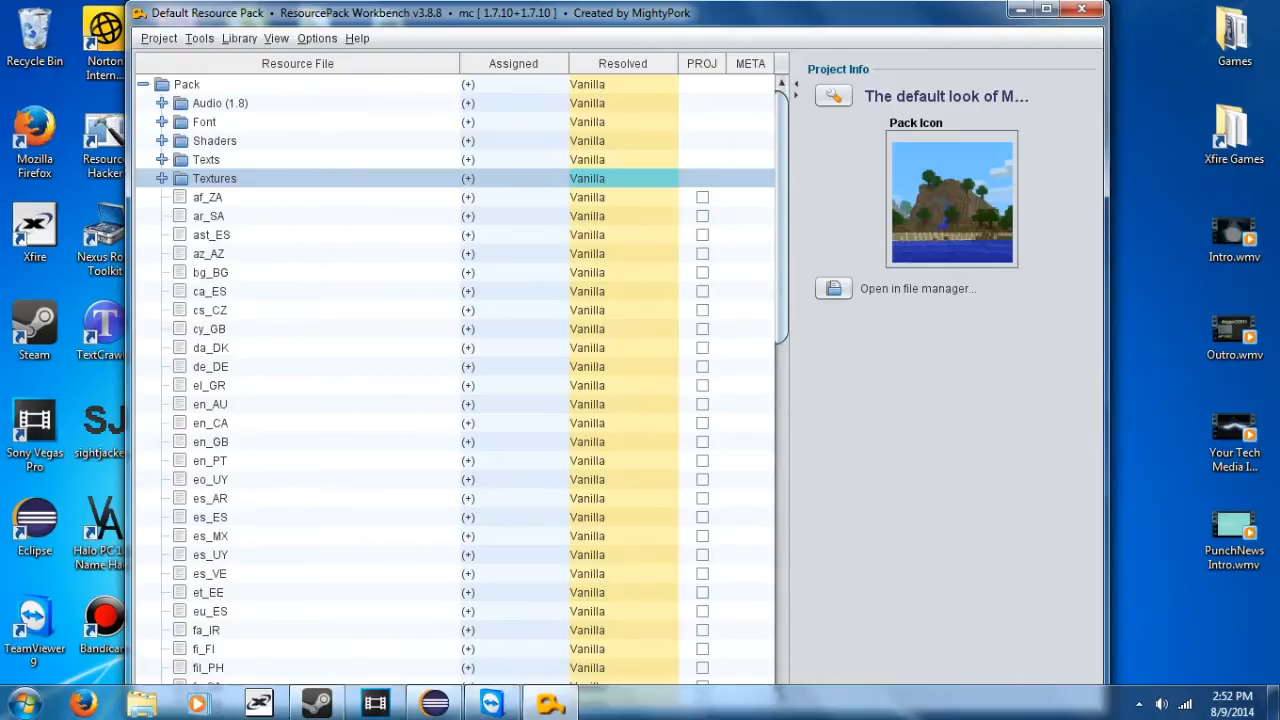 Default Resource Pack • ResourcePack Workbench v3.8.8 • mc [ 1.7.10+1.7.10 ] • Created by MightyPork
Project Tools Library View Options Help
Resource File Assigned Resolved PROJ META
Pack (+) Vanilla
Audio (1.8) (+) Vanilla
Font (+) Vanilla
Shaders (+) Vanilla
Texts (+) Vanilla
Textures (+) Vanilla
af_ZA (+) Vanilla
ar_SA (+) Vanilla
ast_ES (+) Vanilla
az_AZ (+) Vanilla
bg_BG (+) Vanilla
ca_ES (+) Vanilla
cs_CZ (+) Vanilla
cy_GB (+) Vanilla
da_DK (+) Vanilla
de_DE (+) Vanilla
el_GR (+) Vanilla
en_AU (+) Vanilla
en_CA (+) Vanilla
en_GB (+) Vanilla
en_PT (+) Vanilla
eo_UY (+) Vanilla
es_AR (+) Vanilla
es_ES (+) Vanilla
es_MX (+) Vanilla
es_UY (+) Vanilla
es_VE (+) Vanilla
et_EE (+) Vanilla
eu_ES (+) Vanilla
fa_IR (+) Vanilla
fi_FI (+) Vanilla
fil_PH (+) Vanilla
Project Info
The default look of M...
Pack Icon
Open in file manager...
Recycle Bin
Norton
Intern...
Mozilla
Firefox
Resourc
Hacker
Xfire
Nexus Ro
Toolkit
Steam
TextCraw
Sony Vegas
Pro
SJ
sightjacke
Eclipse
VA
Halo PC 1
Name Ha
TeamViewer
9
Bandica
Games
Xfire Games
Intro.wmv
Outro.wmv
Your Tech
Media I...
PunchNews
Intro.wmv
2:52 PM
8/9/2014